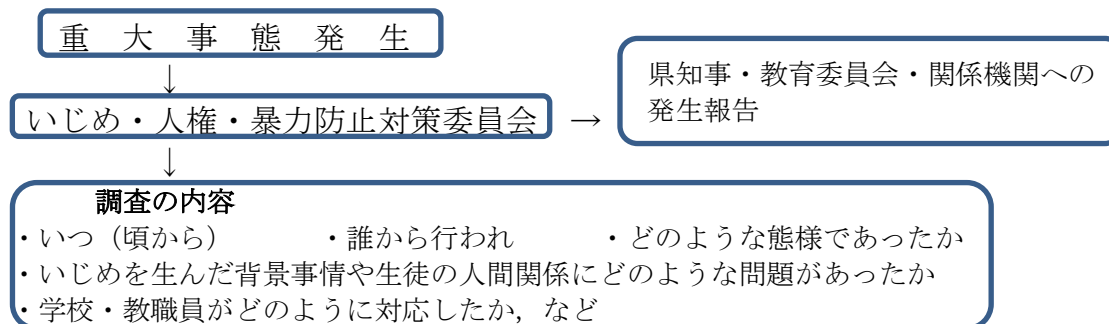 重 大 事 態 発 生
↓
いじめ・人権・暴力防止対策委員会 →
県知事・教育委員会・関係機関への
発生報告
↓
調査の内容
・いつ（頃から） ・誰から行われ ・どのような態様であったか
・いじめを生んだ背景事情や生徒の人間関係にどのような問題があったか
・学校・教職員がどのように対応したか，など